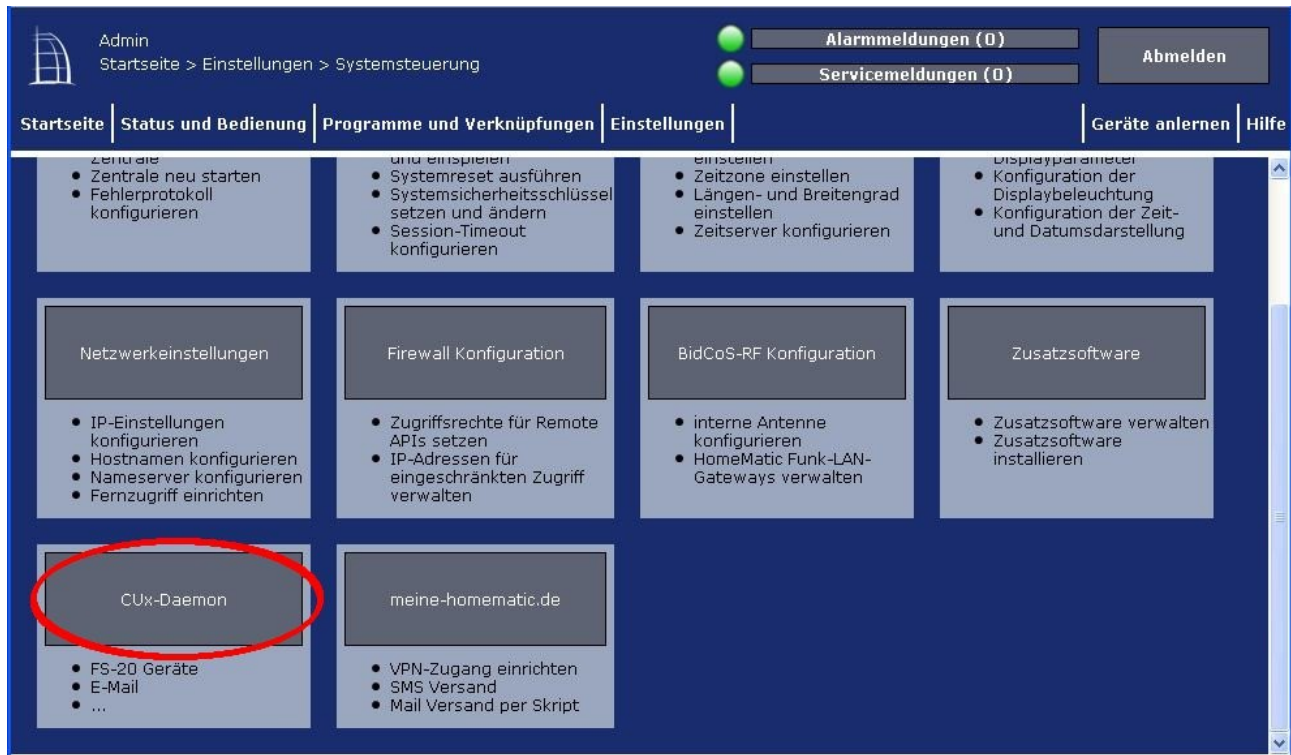 Admin
Startseite > Einstellungen > Systemsteuerung
Alarmmeldungen (0)
Servicemeldungen (0)
Abmelden
Startseite
Status und Bedienung
Programme und Verknüpfungen
Einstellungen
Geräte anlernen
Hilfe
Zentrale
Zentrale neu starten
Fehlerprotokoll
konfigurieren
und einspielen
Systemreset ausführen
Systemsicherheitsschlüssel
setzen und ändern
Session-Timeout
konfigurieren
einstellen
Zeitzone einstellen
Längen- und Breitengrad
einstellen
Zeitserver konfigurieren
Displayparameter
Konfiguration der
Displaybeleuchtung
Konfiguration der Zeit-
und Datumsdarstellung
Netzwerkeinstellungen
IP-Einstellungen
konfigurieren
Hostnamen konfigurieren
Nameserver konfigurieren
Fernzugriff einrichten
Firewall Konfiguration
Zugriffsrechte für Remote
APIs setzen
IP-Adressen für
eingeschränkten Zugriff
verwalten
BidCoS-RF Konfiguration
interne Antenne
konfigurieren
HomeMatic Funk-LAN-
Gateways verwalten
Zusatzsoftware
Zusatzsoftware verwalten
Zusatzsoftware
installieren
CUx-Daemon
FS-20 Geräte
E-Mail
...
meine-homematic.de
VPN-Zugang einrichten
SMS Versand
Mail Versand per Skript